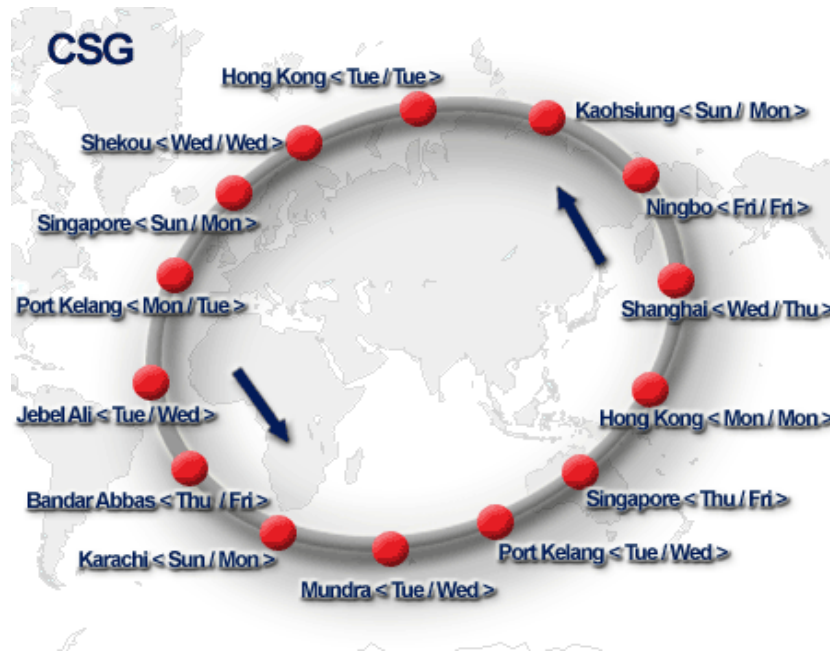 CSG
Hong Kong < Tue / Tue >
Kaohsiung < Sun / Mon >
Shekou < Wed / Wed >
Ningbo < Fri / Fri >
Singapore < Sun / Mon >
Port Kelang < Mon / Tue >
Shanghai < Wed / Thu >
Jebel Ali < Tue / Wed >
Hong Kong < Mon / Mon >
Bandar Abbas < Thu / Fri >
Singapore < Thu / Fri >
Karachi < Sun / Mon >
Port Kelang < Tue / Wed >
Mundra < Tue / Wed >